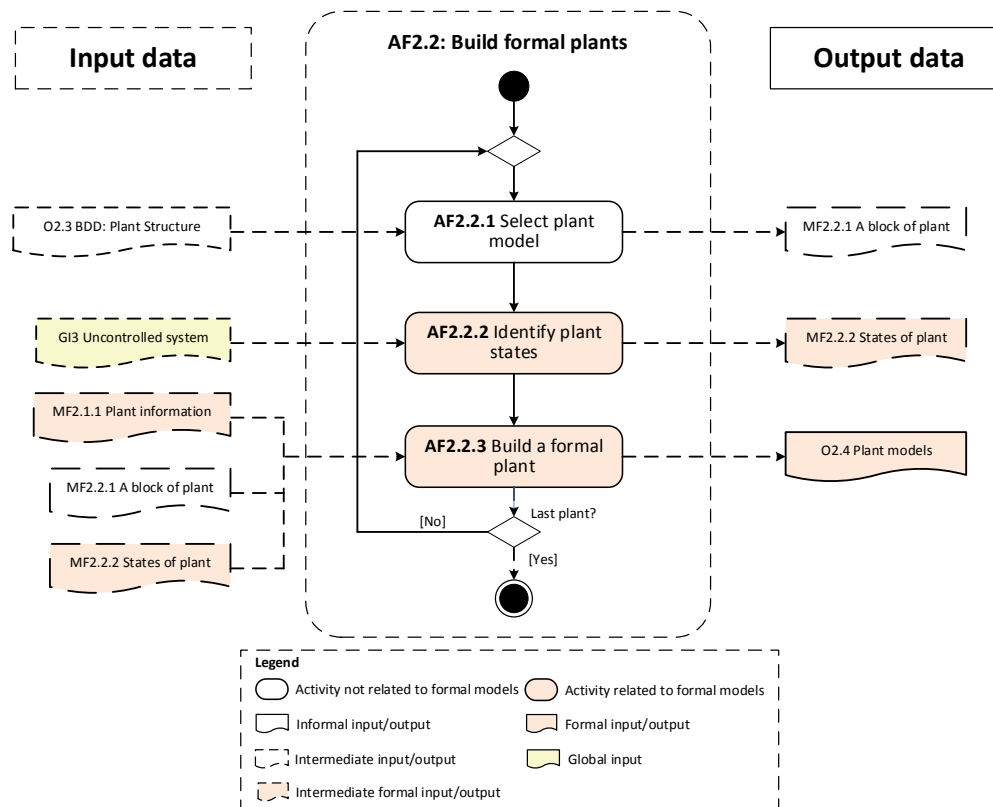 Input data
AF2.2: Build formal plants
Output data
O2.3 BDD: Plant Structure
AF2.2.1 Select plant
model
MF2.2.1 A block of plant
GI3 Uncontrolled system
AF2.2.2 Identify plant
states
MF2.2.2 States of plant
MF2.1.1 Plant information
AF2.2.3 Build a formal
plant
O2.4 Plant models
MF2.2.1 A block of plant
MF2.2.2 States of plant
Last plant?
[No]
[Yes]
Legend
Activity not related to formal models
Activity related to formal models
Informal input/output
Formal input/output
Intermediate input/output
Global input
Intermediate formal input/output